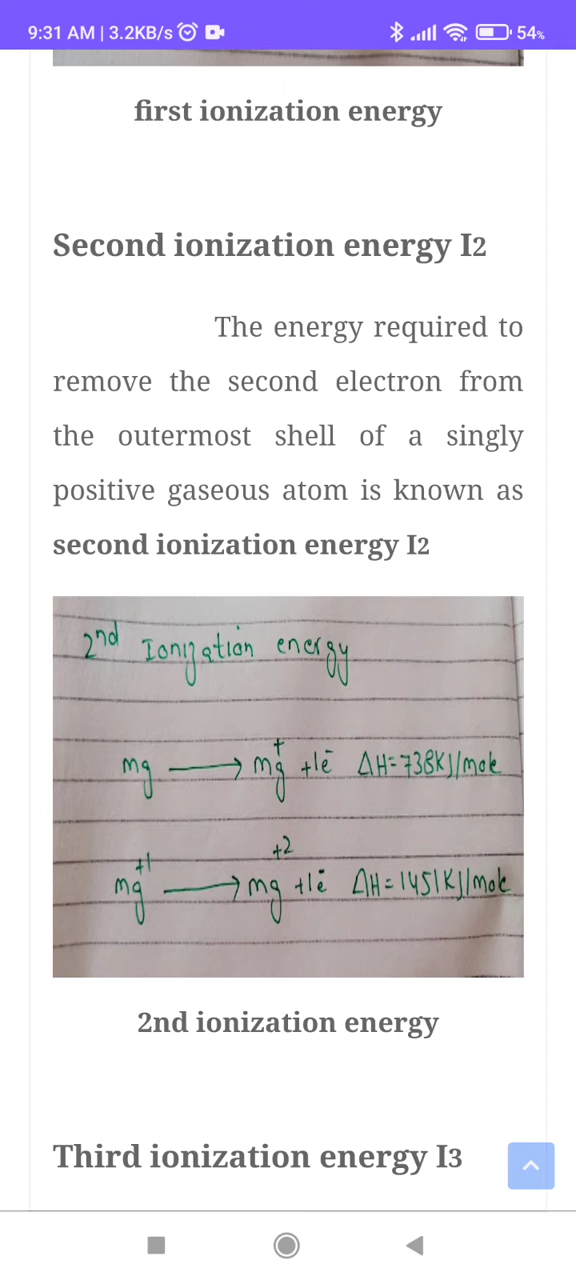 9:31 AM | 3.2KB/s
54%
first ionization energy
Second ionization energy I2
The energy required to
remove the second electron from
the outermost shell of a singly
positive gaseous atom is known as
second ionization energy I2
2nd Ionization energy
mg → mg+ +1ē ΔH=738KJ/mole
mg+1 → mg+2 +1ē ΔH=1451KJ/mole
2nd ionization energy
Third ionization energy I3